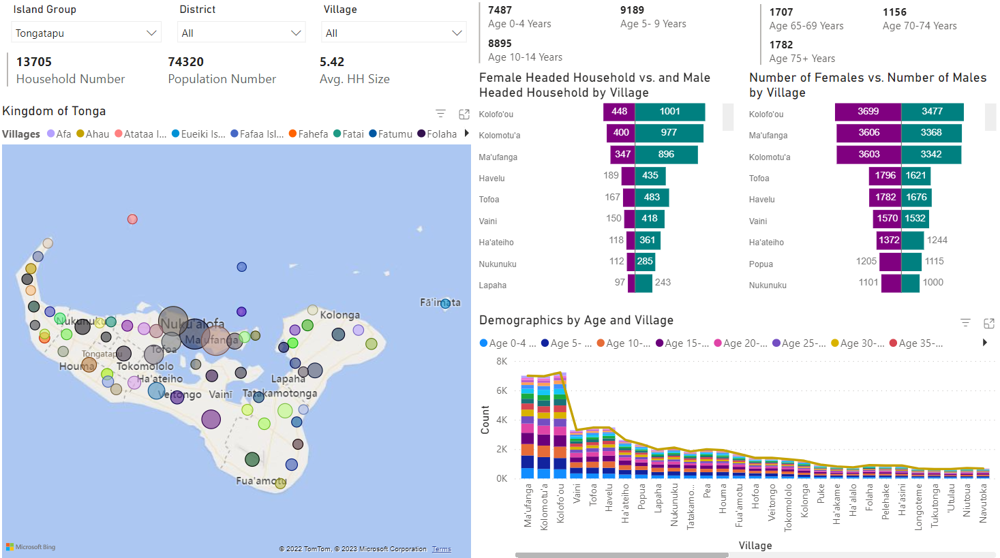 Island Group
District
Village
Tongatapu
All
All
13705
Household Number
74320
Population Number
5.42
Avg. HH Size
7487
Age 0-4 Years
9189
Age 5- 9 Years
8895
Age 10-14 Years
1707
Age 65-69 Years
1156
Age 70-74 Years
1782
Age 75+ Years
Kingdom of Tonga
Villages Afa Ahau Atataa I... Eueiki Is... Fafaa Isl... Fahefa Fatai Fatumu Folaha
Fā'imata
Kolonga
Nukunuku
Nuku'alofa
Ma'ufanga
Tofoa
Tongatapu
Houma
Tokomololo
Ha'ateiho
Lapaha
Veitongo
Vainī
Tatakamotonga
Fua'amotu
Microsoft Bing
© 2022 TomTom, © 2023 Microsoft Corporation Terms
Female Headed Household vs. and Male
Headed Household by Village
Kolofo'ou 448 1001
Kolomotu'a 400 977
Ma'ufanga 347 896
Havelu 189 435
Tofoa 167 483
Vaini 150 418
Ha'ateiho 118 361
Nukunuku 112 285
Lapaha 97 243
Number of Females vs. Number of Males
by Village
Kolofo'ou 3699 3477
Ma'ufanga 3606 3368
Kolomotu'a 3603 3342
Tofoa 1796 1621
Havelu 1782 1676
Vaini 1570 1532
Ha'ateiho 1372 1244
Popua 1205 1115
Nukunuku 1101 1000
Demographics by Age and Village
Age 0-4 ... Age 5- ... Age 10-... Age 15-... Age 20-... Age 25-... Age 30-... Age 35-...
8K
6K
4K
2K
0K
Count
Ma'ufanga
Kolomotu'a
Kolofo'ou
Vaini
Tofoa
Havelu
Ha'ateiho
Popua
Lapaha
Nukunuku
Tatakamo...
Pea
Houma
Fua'amotu
Hofoa
Veitongo
Tokomololo
Kolonga
Puke
Ha'akame
Ha'alalo
Folaha
Pelehake
Ha'asini
Longoteme
Tukutonga
'Utulau
Niutoua
Navutoka
Village